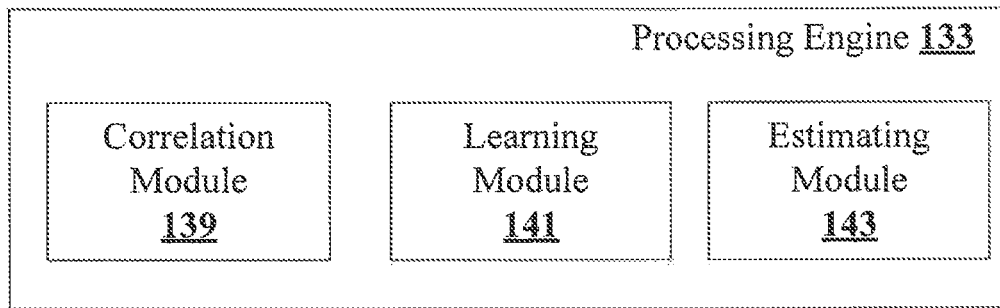 Processing Engine 133
Correlation
Module
139
Learning
Module
141
Estimating
Module
143